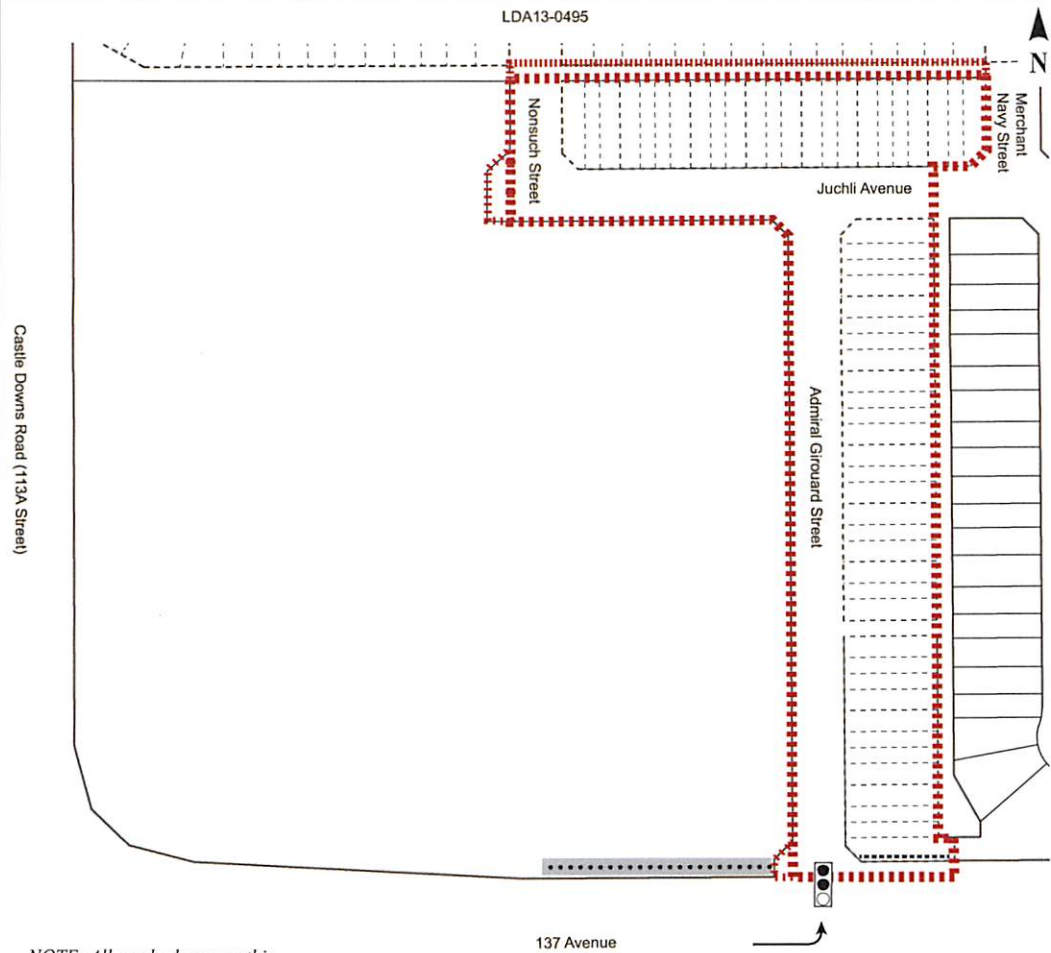 LDA13-0495
N
Nonsuch Street
Merchant
Navy Street
Juchli Avenue
Castle Downs Road (113A Street)
Admiral Girouard Street
137 Avenue